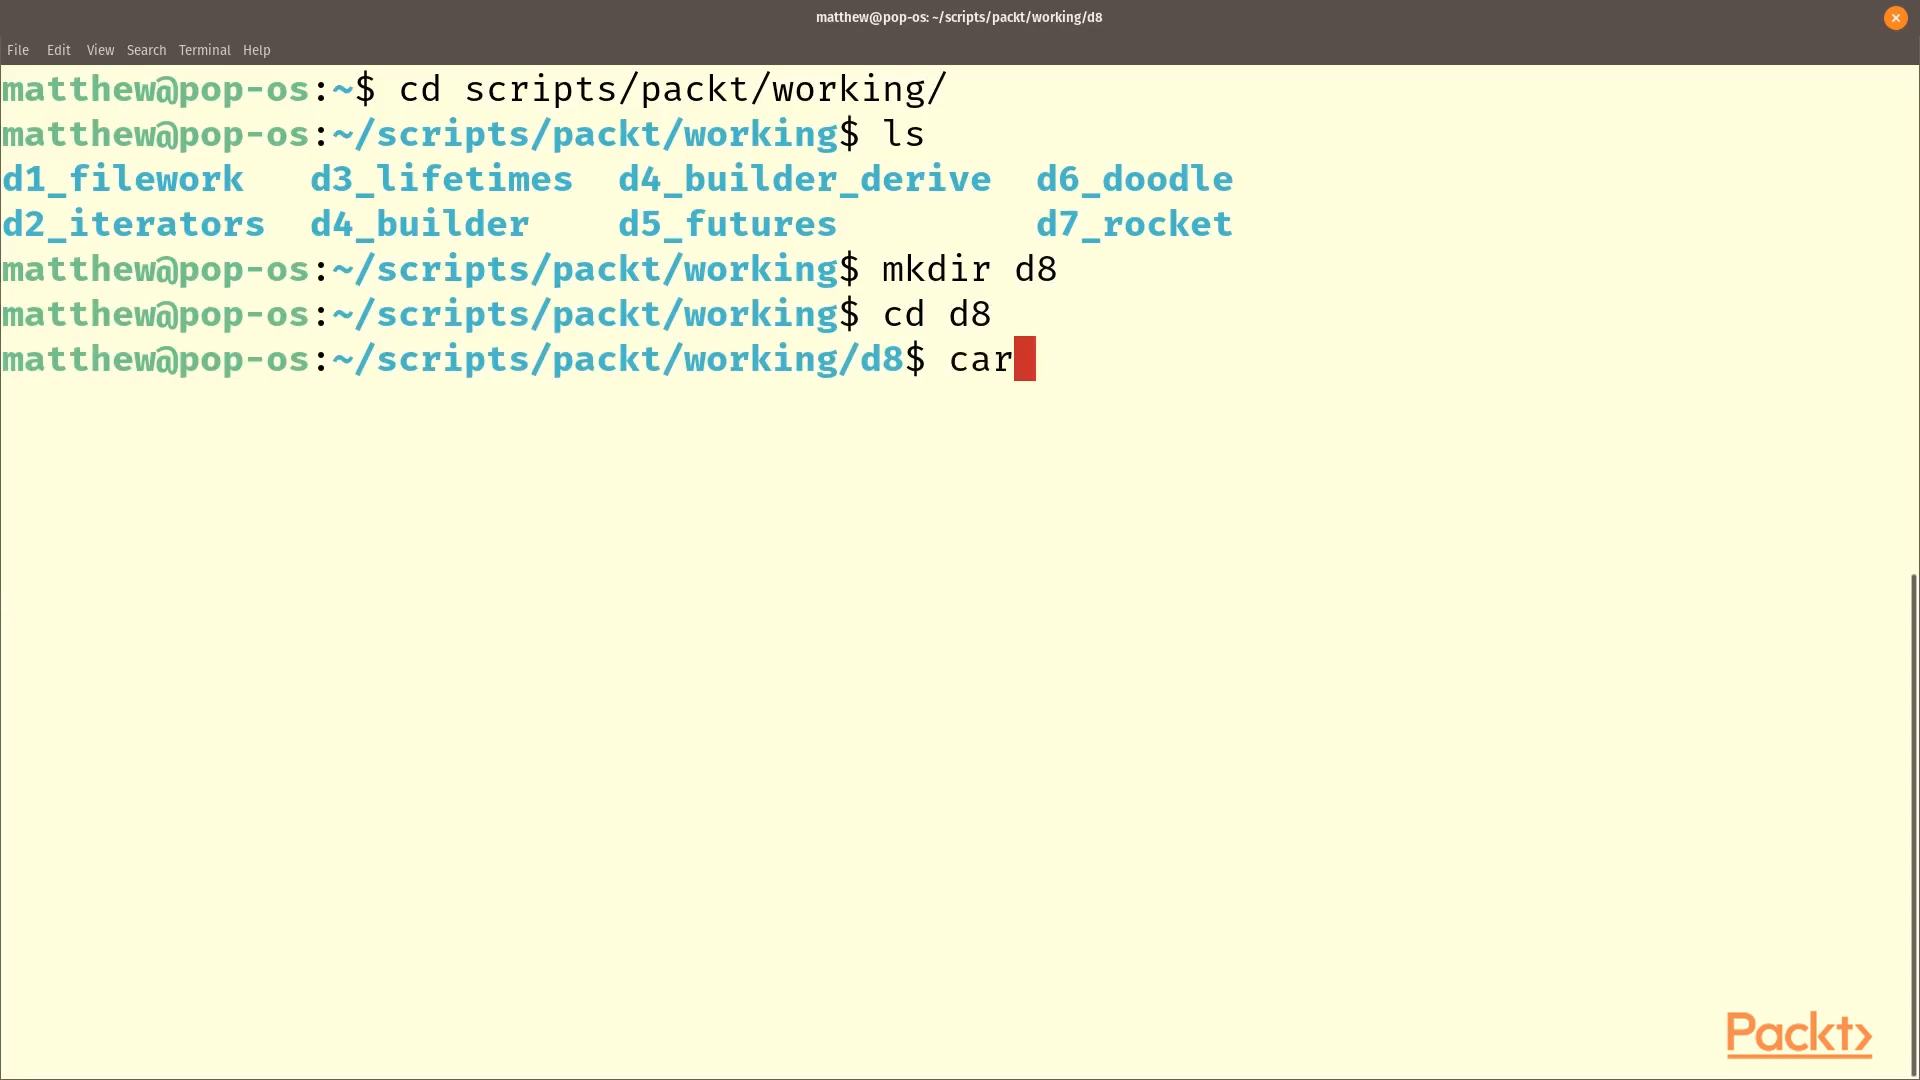 matthew@pop-os: ~/scripts/packt/working/d8
File Edit View Search Terminal Help
matthew@pop-os:~$ cd scripts/packt/working/
matthew@pop-os:~/scripts/packt/working$ ls
d1_filework d3_lifetimes d4_builder_derive d6_doodle
d2_iterators d4_builder d5_futures d7_rocket
matthew@pop-os:~/scripts/packt/working$ mkdir d8
matthew@pop-os:~/scripts/packt/working$ cd d8
matthew@pop-os:~/scripts/packt/working/d8$ car
Packt>